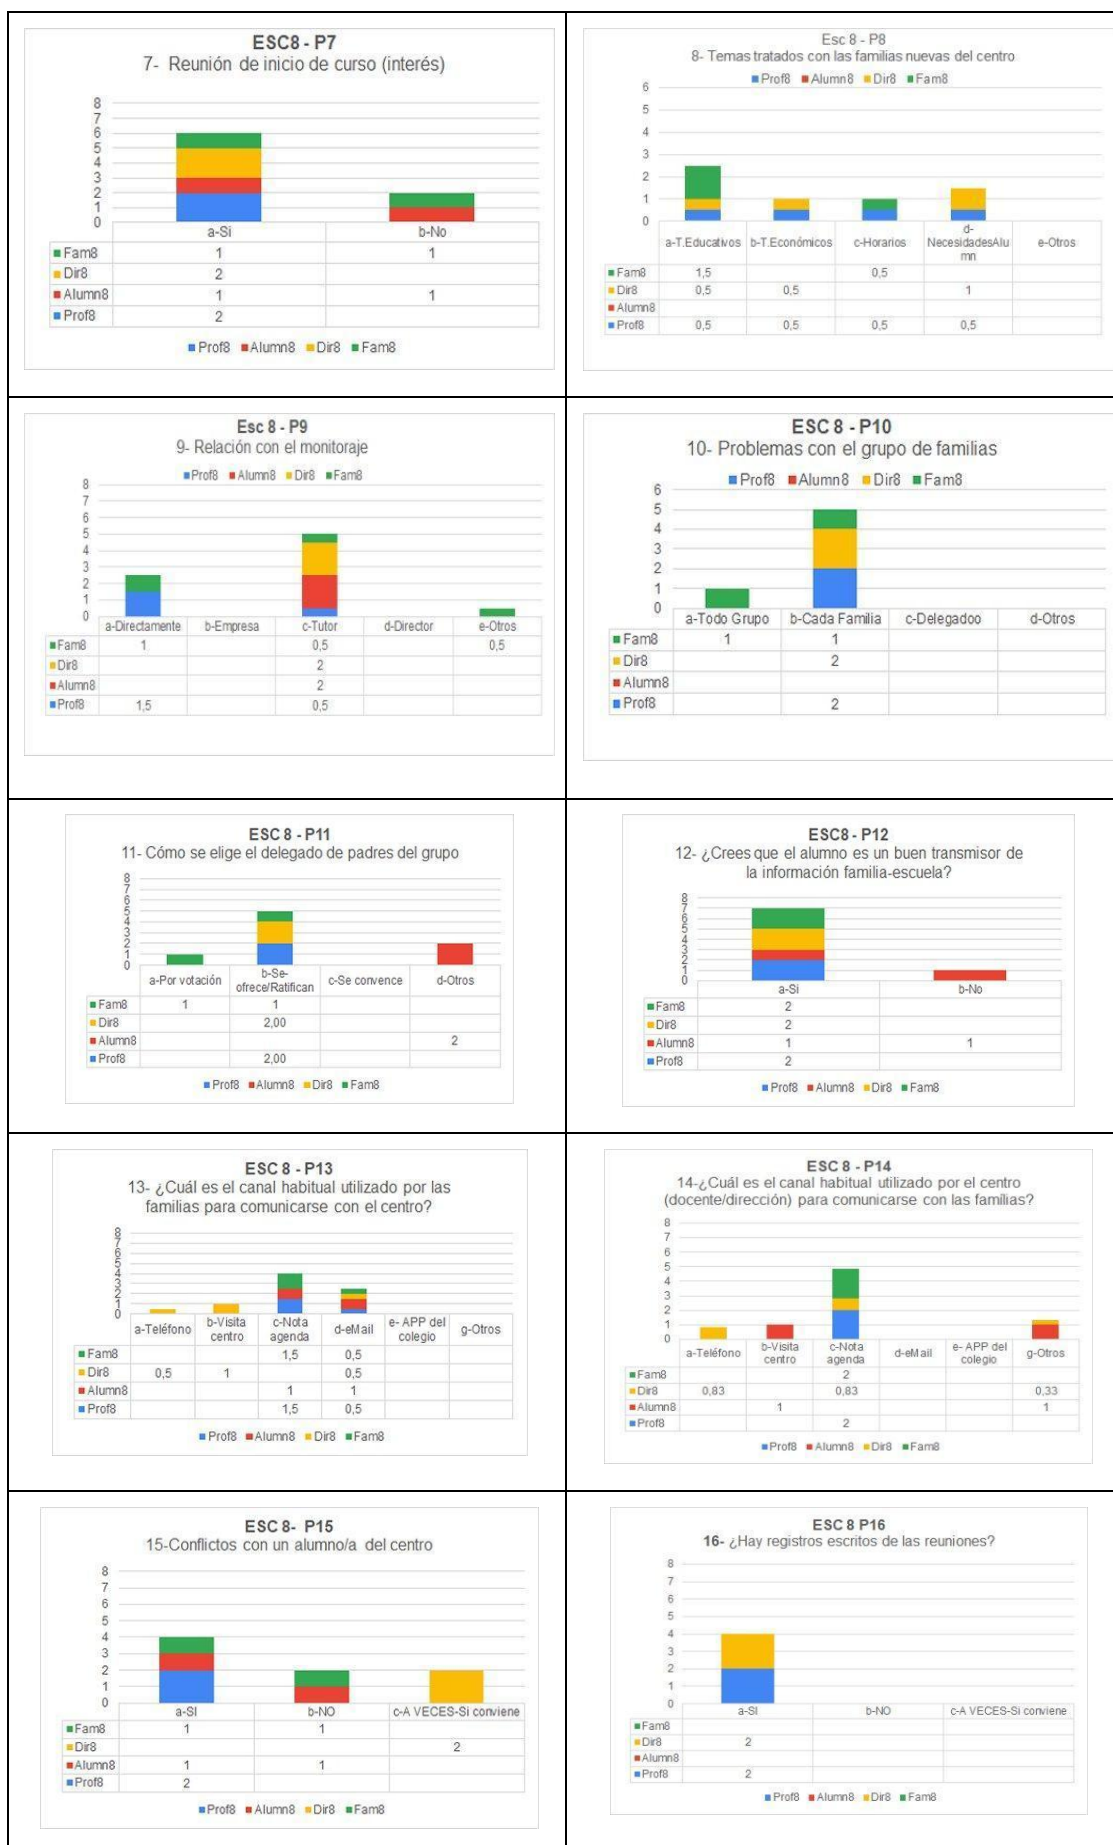 ESC8 - P7
7- Reunión de inicio de curso (interés)
8
7
6
5
4
3
2
1
0
a-Si b-No
Fam8 1 1
Dir8 2
Alumn8 1 1
Prof8 2
Prof8 Alumn8 Dir8 Fam8
Esc 8 - P8
8- Temas tratados con las familias nuevas del centro
Prof8 Alumn8 Dir8 Fam8
6
5
4
3
2
1
0
a-T.Educativos b-T.Económicos c-Horarios d-NecesidadesAlu
mn e-Otros
Fam8 1,5 0,5
Dir8 0,5 0,5 1
Alumn8
Prof8 0,5 0,5 0,5 0,5
Esc 8 - P9
9- Relación con el monitoraje
Prof8 Alumn8 Dir8 Fam8
8
7
6
5
4
3
2
1
0
a-Directamente b-Empresa c-Tutor d-Director e-Otros
Fam8 1 0,5 0,5
Dir8 2
Alumn8 2
Prof8 1,5 0,5
ESC 8 - P10
10- Problemas con el grupo de familias
Prof8 Alumn8 Dir8 Fam8
6
5
4
3
2
1
0
a-Todo Grupo b-Cada Familia c-Delegadoo d-Otros
Fam8 1 1
Dir8 2
Alumn8
Prof8 2
ESC 8 - P11
11- Cómo se elige el delegado de padres del grupo
8
7
6
5
4
3
2
1
0
a-Por votación b-Se-
ofrece/Ratifican c-Se convence d-Otros
Fam8 1 1
Dir8 2,00
Alumn8 2
Prof8 2,00
Prof8 Alumn8 Dir8 Fam8
ESC8 - P12
12- ¿Crees que el alumno es un buen transmisor de
la información familia-escuela?
8
7
6
5
4
3
2
1
0
a-Si b-No
Fam8 2
Dir8 2
Alumn8 1 1
Prof8 2
Prof8 Alumn8 Dir8 Fam8
ESC 8 - P13
13- ¿Cuál es el canal habitual utilizado por las
familias para comunicarse con el centro?
8
7
6
5
4
3
2
1
0
a-Teléfono b-Visita
centro c-Nota
agenda d-eMail e- APP del
colegio g-Otros
Fam8 1,5 0,5
Dir8 0,5 1 0,5
Alumn8 1 1
Prof8 1,5 0,5
Prof8 Alumn8 Dir8 Fam8
ESC 8 - P14
14-¿Cuál es el canal habitual utilizado por el centro
(docente/dirección) para comunicarse con las famílias?
8
7
6
5
4
3
2
1
0
a-Teléfono b-Visita
centro c-Nota
agenda d-eMail e- APP del
colegio g-Otros
Fam8 2
Dir8 0,83 0,83 0,33
Alumn8 1 1
Prof8 2
Prof8 Alumn8 Dir8 Fam8
ESC 8- P15
15-Conflictos con un alumno/a del centro
8
7
6
5
4
3
2
1
0
a-SI b-NO c-A VECES-Si conviene
Fam8 1 1
Dir8 2
Alumn8 1 1
Prof8 2
Prof8 Alumn8 Dir8 Fam8
ESC 8 P16
16- ¿Hay registros escritos de las reuniones?
8
7
6
5
4
3
2
1
0
a-SI b-NO c-A VECES-Si conviene
Fam8
Dir8 2
Alumn8
Prof8 2
Prof8 Alumn8 Dir8 Fam8